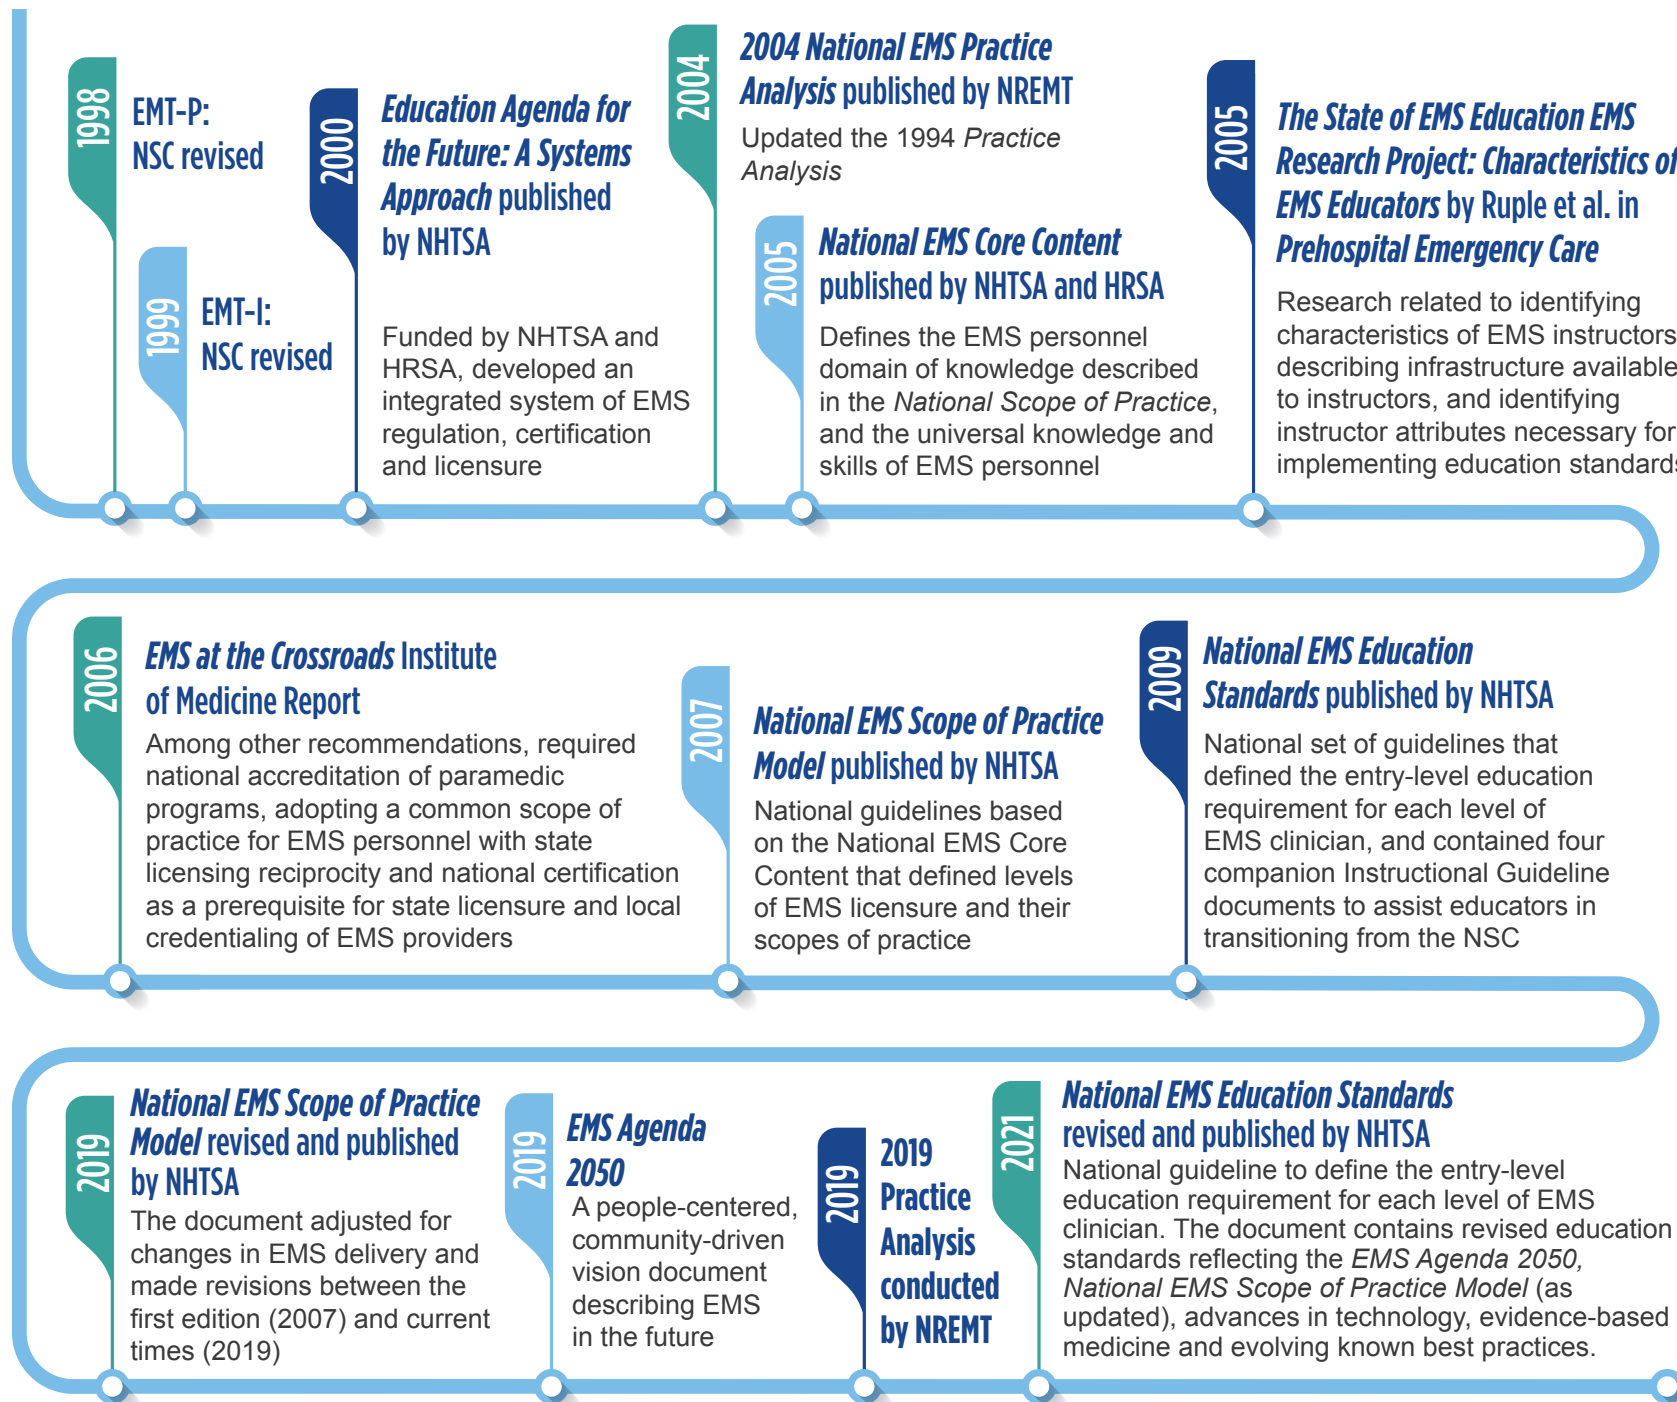 1998
EMT-P:
NSC revised
1999
EMT-I:
NSC revised
2000
Education Agenda for
the Future: A Systems
Approach published
by NHTSA
Funded by NHTSA and
HRSA, developed an
integrated system of EMS
regulation, certification
and licensure
2004
2004 National EMS Practice
Analysis published by NREMT
Updated the 1994 Practice
Analysis
2005
National EMS Core Content
published by NHTSA and HRSA
Defines the EMS personnel
domain of knowledge described
in the National Scope of Practice,
and the universal knowledge and
skills of EMS personnel
2005
The State of EMS Education EMS
Research Project: Characteristics of
EMS Educators by Ruple et al. in
Prehospital Emergency Care
Research related to identifying
characteristics of EMS instructors
describing infrastructure available
to instructors, and identifying
instructor attributes necessary for
implementing education standards
2006
EMS at the Crossroads Institute
of Medicine Report
Among other recommendations, required
national accreditation of paramedic
programs, adopting a common scope of
practice for EMS personnel with state
licensing reciprocity and national certification
as a prerequisite for state licensure and local
credentialing of EMS providers
2007
National EMS Scope of Practice
Model published by NHTSA
National guidelines based
on the National EMS Core
Content that defined levels
of EMS licensure and their
scopes of practice
2009
National EMS Education
Standards published by NHTSA
National set of guidelines that
defined the entry-level education
requirement for each level of
EMS clinician, and contained four
companion Instructional Guideline
documents to assist educators in
transitioning from the NSC
2019
National EMS Scope of Practice
Model revised and published
by NHTSA
The document adjusted for
changes in EMS delivery and
made revisions between the
first edition (2007) and current
times (2019)
2019
EMS Agenda
2050
A people-centered,
community-driven
vision document
describing EMS
in the future
2019
2019
Practice
Analysis
conducted
by NREMT
2021
National EMS Education Standards
revised and published by NHTSA
National guideline to define the entry-level
education requirement for each level of EMS
clinician. The document contains revised education
standards reflecting the EMS Agenda 2050,
National EMS Scope of Practice Model (as
updated), advances in technology, evidence-based
medicine and evolving known best practices.